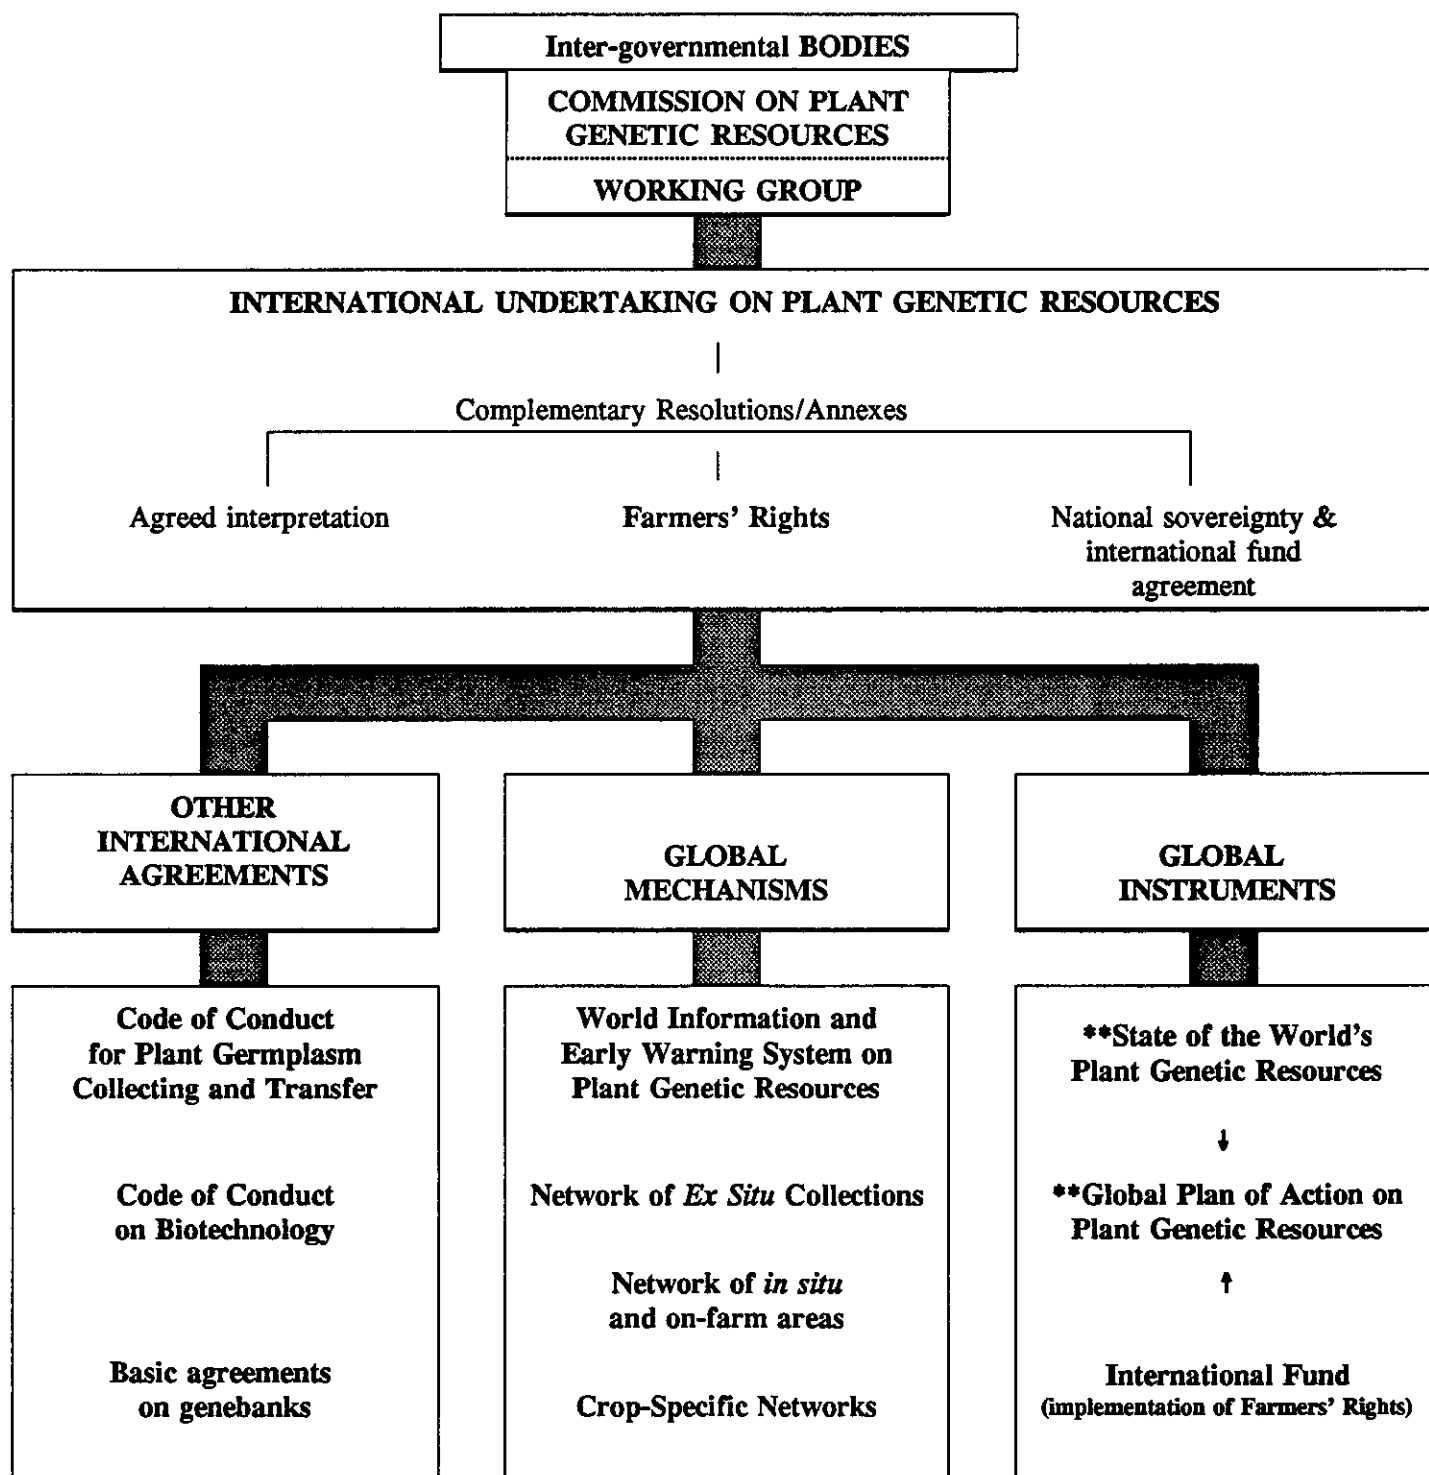 Inter-governmental BODIES
COMMISSION ON PLANT
GENETIC RESOURCES
WORKING GROUP
INTERNATIONAL UNDERTAKING ON PLANT GENETIC RESOURCES
Complementary Resolutions/Annexes
Agreed interpretation
Farmers' Rights
National sovereignty &
international fund
agreement
OTHER
INTERNATIONAL
AGREEMENTS
GLOBAL
MECHANISMS
GLOBAL
INSTRUMENTS
Code of Conduct
for Plant Germplasm
Collecting and Transfer
Code of Conduct
on Biotechnology
Basic agreements
on genebanks
World Information and
Early Warning System on
Plant Genetic Resources
Network of Ex Situ Collections
Network of in situ
and on-farm areas
Crop-Specific Networks
**State of the World's
Plant Genetic Resources
↓
**Global Plan of Action on
Plant Genetic Resources
↑
International Fund
(implementation of Farmers' Rights)